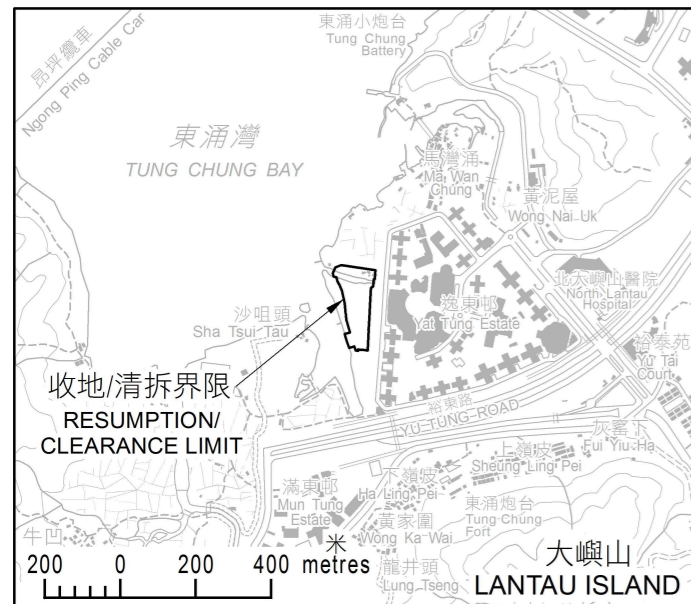 東涌小炮台
Tung Chung
Battery
昂坪纜車
Ngong Ping Cable Car
東涌灣
TUNG CHUNG BAY
馬灣涌
Ma Wan
Chung
黃泥屋
Wong Nai Uk
北大嶼山醫院
North Lantau
Hospital
逸東邨
Yat Tung Estate
沙咀頭
Sha Tsui Tau
裕泰苑
Yu Tai
Court
收地/清拆界限
RESUMPTION/
CLEARANCE LIMIT
裕東路
YU TUNG ROAD
灰窰下
Fui Yiu Ha
上嶺皮
Sheung Ling Pei
下嶺皮
Ha Ling Pei
滿東邨
Mun Tung
Estate
東涌炮台
Tung Chung
Fort
黃家圍
Wong Ka Wai
牛凹
龍井頭
Lung Tseng
大嶼山
LANTAU ISLAND
米
200 0 200 400 metres